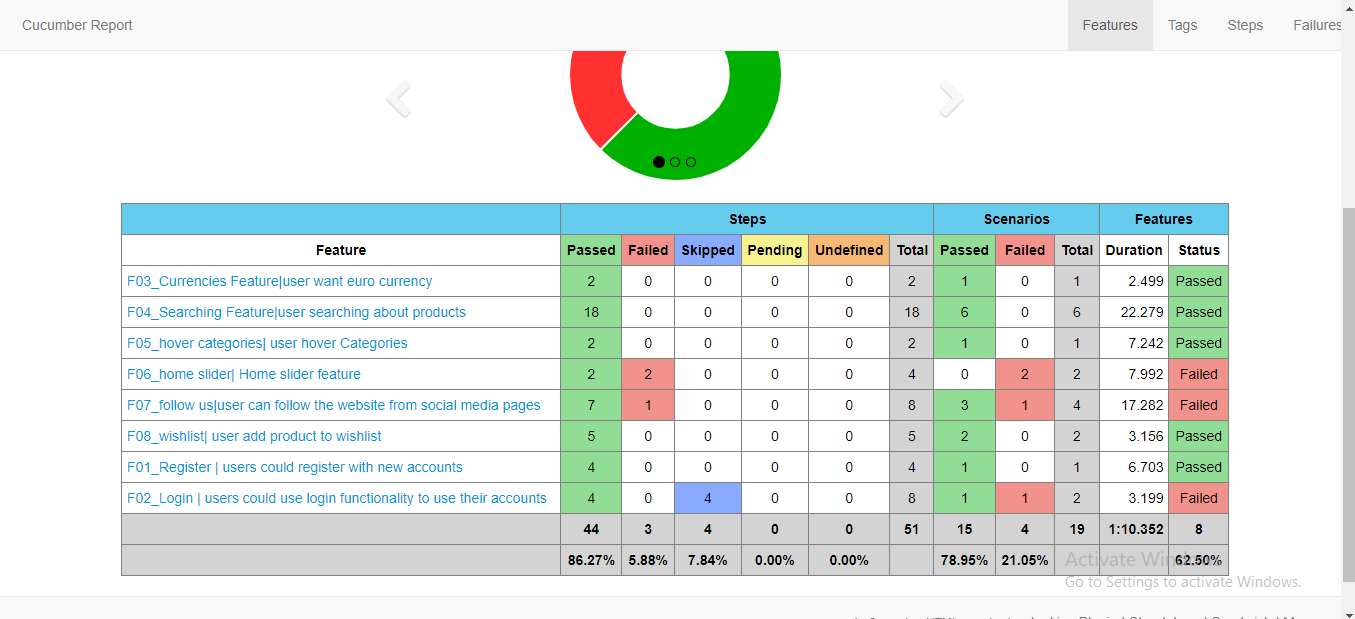 Cucumber Report Features Tags Steps Failures
Steps Scenarios Features
Feature Passed Failed Skipped Pending Undefined Total Passed Failed Total Duration Status
F03_Currencies Feature|user want euro currency 2 0 0 0 0 2 1 0 1 2.499 Passed
F04_Searching Feature|user searching about products 18 0 0 0 0 18 6 0 6 22.279 Passed
F05_hover categories| user hover Categories 2 0 0 0 0 2 1 0 1 7.242 Passed
F06_home slider| Home slider feature 2 2 0 0 0 4 0 2 2 7.992 Failed
F07_follow us|user can follow the website from social media pages 7 1 0 0 0 8 3 1 4 17.282 Failed
F08_wishlist| user add product to wishlist 5 0 0 0 0 5 2 0 2 3.156 Passed
F01_Register | users could register with new accounts 4 0 0 0 0 4 1 0 1 6.703 Passed
F02_Login | users could use login functionality to use their accounts 4 0 4 0 0 8 1 1 2 3.199 Failed
44 3 4 0 0 51 15 4 19 1:10.352 8
86.27% 5.88% 7.84% 0.00% 0.00% 78.95% 21.05% 62.50%
Activate Windows
Go to Settings to activate Windows.